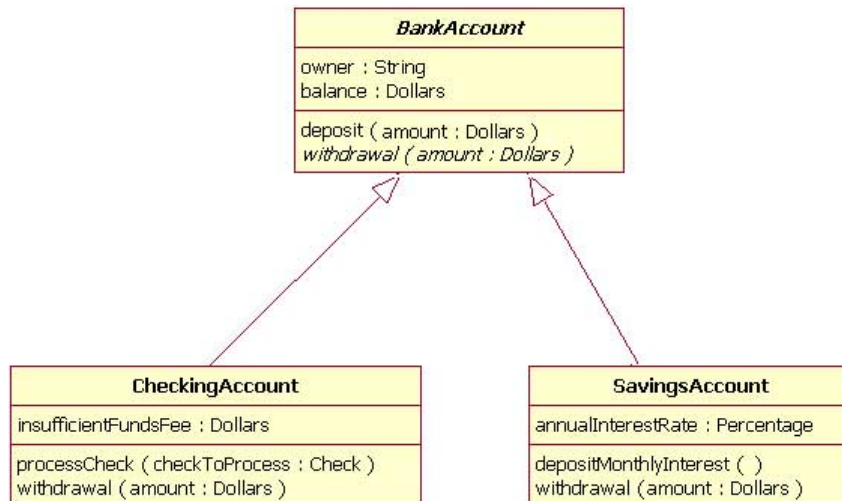 BankAccount
owner : String
balance : Dollars
deposit ( amount : Dollars )
withdrawal ( amount : Dollars )
CheckingAccount
insufficientFundsFee : Dollars
processCheck ( checkToProcess : Check )
withdrawal ( amount : Dollars )
SavingsAccount
annualInterestRate : Percentage
depositMonthlyInterest ( )
withdrawal ( amount : Dollars )